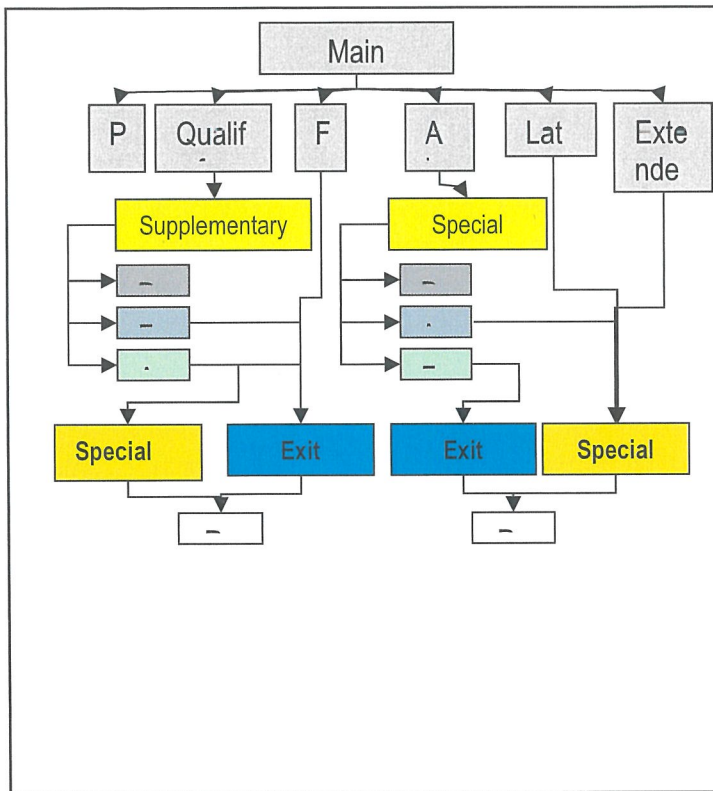 Main
P
Qualif
F
A
Lat
Exte
nde
Supplementary
Special
Special
Exit
Exit
Special